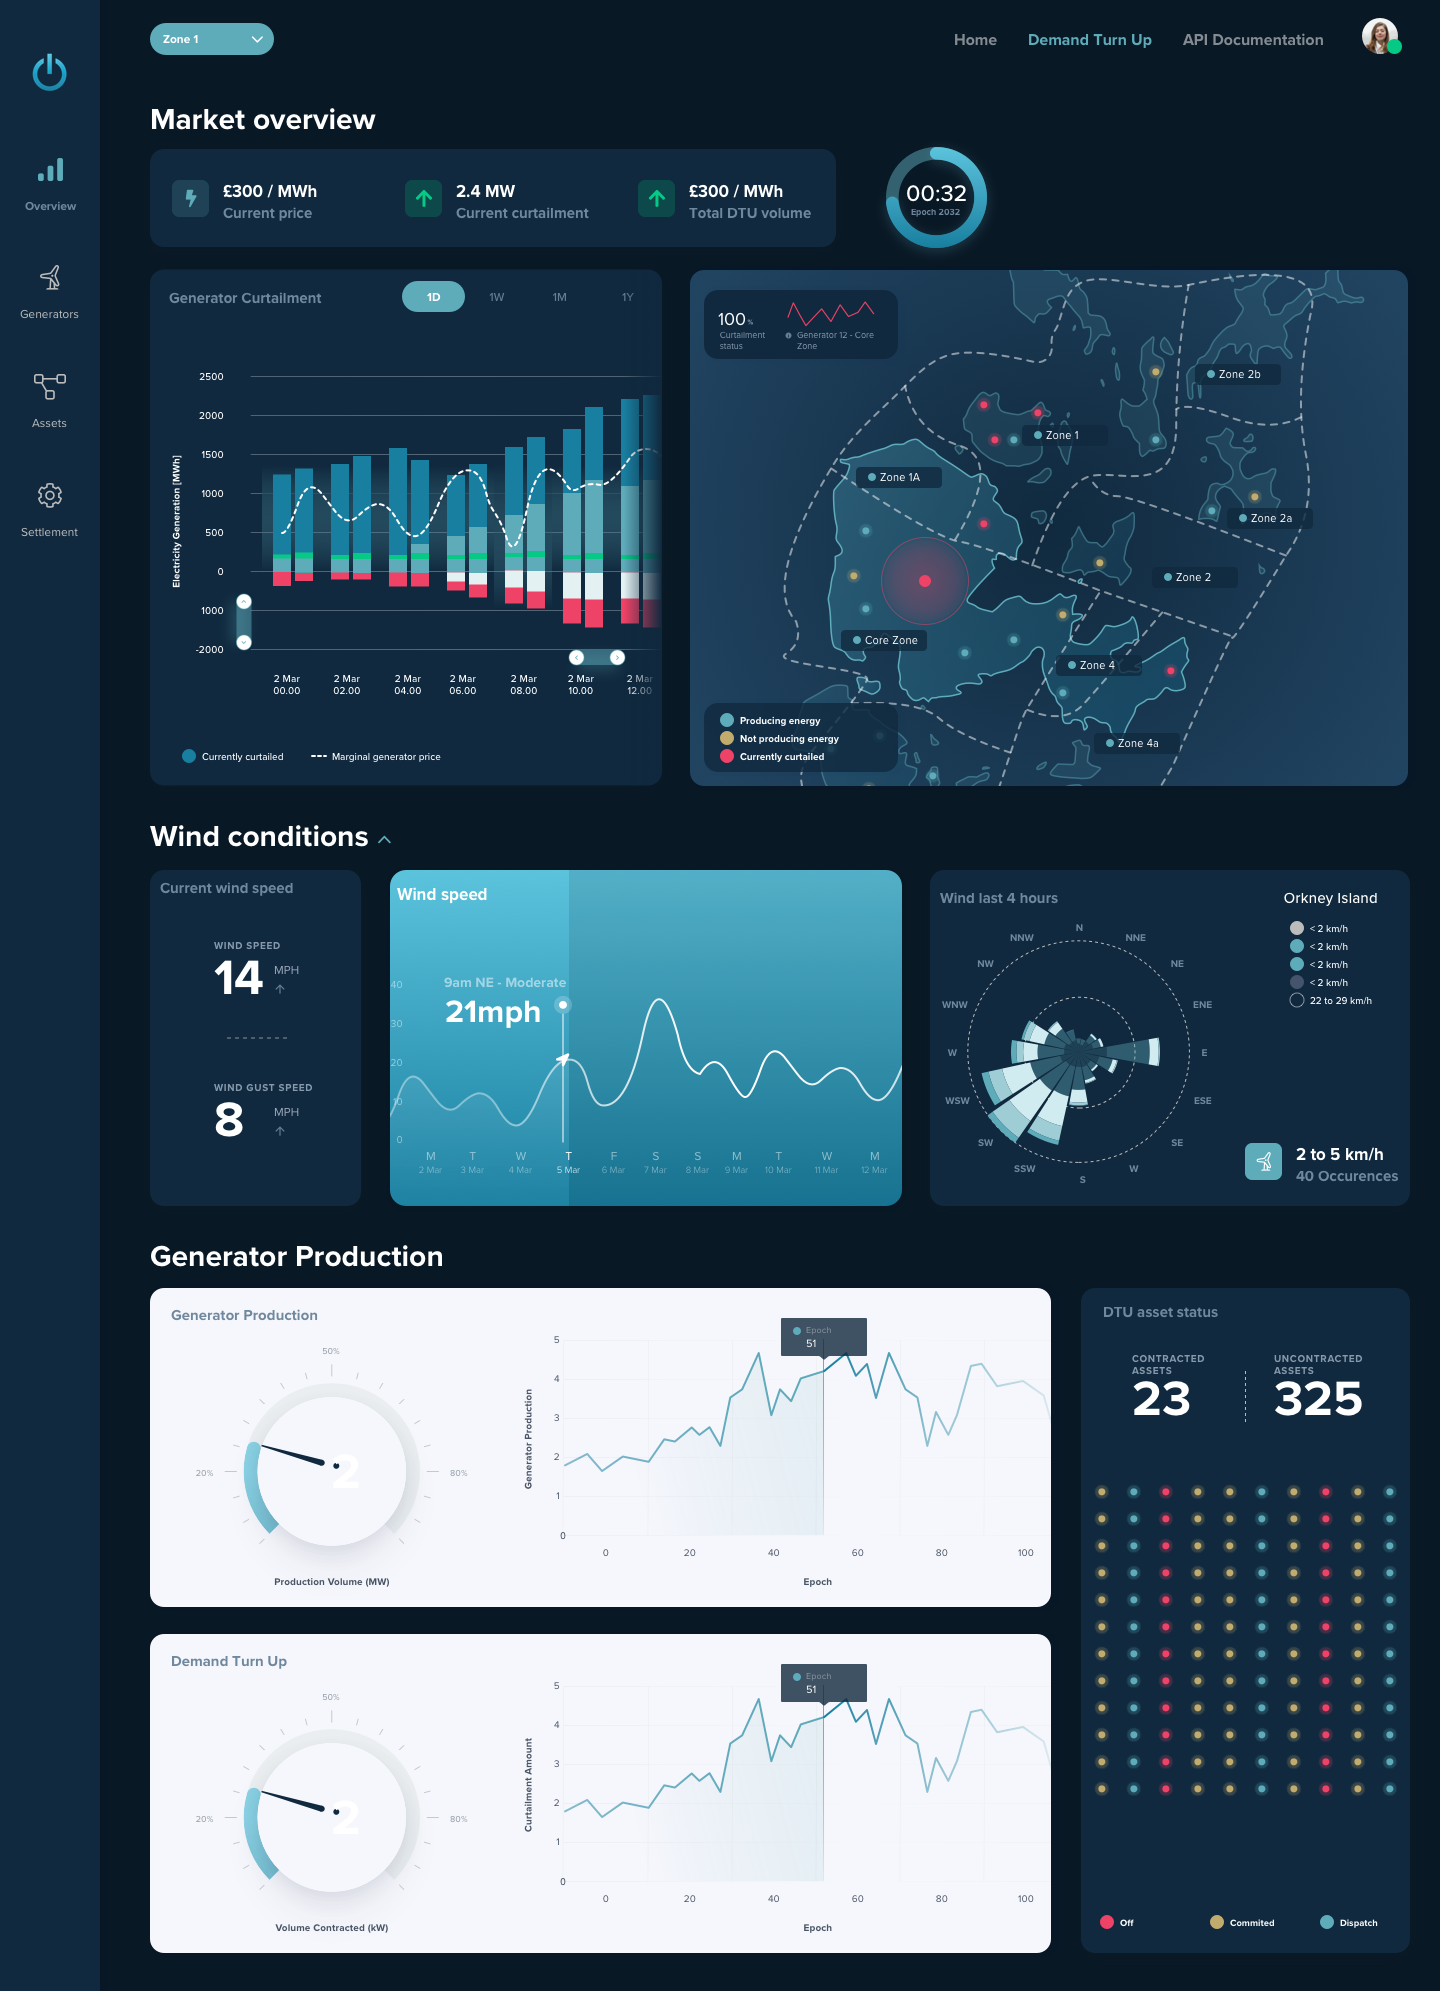 Zone 1
Home
Demand Turn Up
API Documentation
Overview
Generators
Assets
Settlement
Market overview
£300 / MWh
Current price
2.4 MW
Current curtailment
£300 / MWh
Total DTU volume
00:32
Epoch 2032
Generator Curtailment
1D
1W
1M
1Y
Electricity Generation [MWh]
2500
2000
1500
1000
500
0
1000
-2000
2 Mar
00.00
2 Mar
02.00
2 Mar
04.00
2 Mar
06.00
2 Mar
08.00
2 Mar
10.00
2 Mar
12.00
Currently curtailed
Marginal generator price
100 %
Curtailment
status
Generator 12 - Core
Zone
Zone 2b
Zone 1
Zone 1A
Zone 2a
Zone 2
Core Zone
Zone 4
Zone 4a
Producing energy
Not producing energy
Currently curtailed
Wind conditions
Current wind speed
WIND SPEED
14
MPH
WIND GUST SPEED
8
MPH
Wind speed
9am NE - Moderate
21mph
40
30
20
10
0
M
2 Mar
T
3 Mar
W
4 Mar
T
5 Mar
F
6 Mar
S
7 Mar
S
8 Mar
M
9 Mar
T
10 Mar
W
11 Mar
M
12 Mar
Wind last 4 hours
N
NNE
NE
ENE
E
ESE
SE
W
S
SSW
SW
WSW
W
WNW
NW
NNW
Orkney Island
< 2 km/h
< 2 km/h
< 2 km/h
< 2 km/h
22 to 29 km/h
2 to 5 km/h
40 Occurences
Generator Production
Generator Production
50%
20%
80%
2
Production Volume (MW)
Generator Production
5
4
3
2
1
0
0
20
40
60
80
100
Epoch
Epoch
51
Demand Turn Up
50%
20%
80%
2
Volume Contracted (kW)
Curtailment Amount
5
4
3
2
1
0
0
20
40
60
80
100
Epoch
Epoch
51
DTU asset status
CONTRACTED
ASSETS
23
UNCONTRACTED
ASSETS
325
Off
Commited
Dispatch